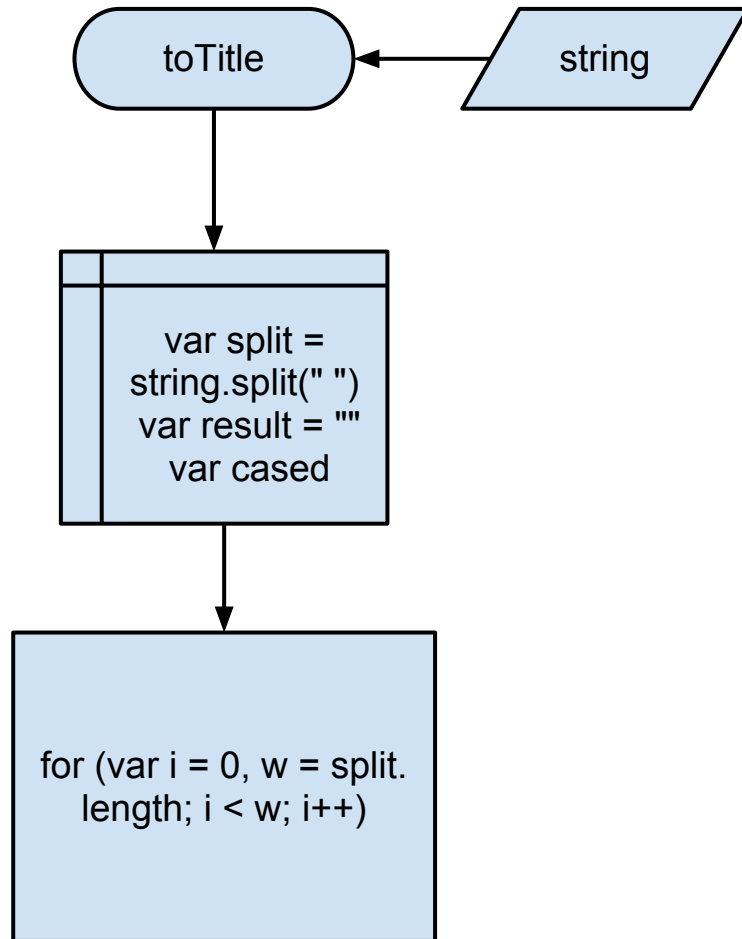 toTitle
string
var split =
string.split(" ")
var result = ""
var cased
for (var i = 0, w = split.
length; i < w; i++)